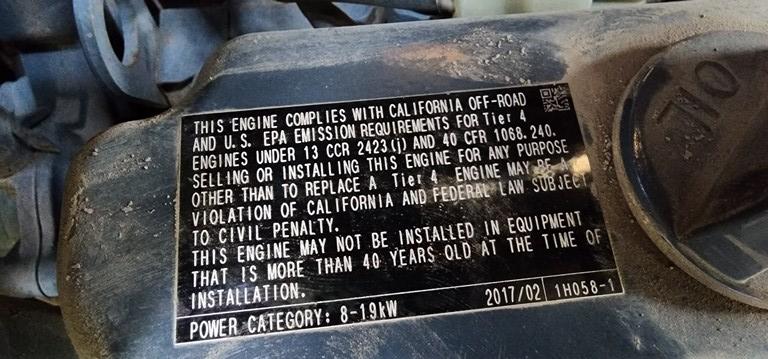 THIS ENGINE COMPLIES WITH CALIFORNIA OFF-ROAD
AND U.S. EPA EMISSION REQUIREMENTS FOR Tier 4
ENGINES UNDER 13 CCR 2423(j) AND 40 CFR 1068.240.
SELLING OR INSTALLING THIS ENGINE FOR ANY PURPOSE
OTHER THAN TO REPLACE A Tier 4 ENGINE MAY BE A
VIOLATION OF CALIFORNIA AND FEDERAL LAW SUBJECT
TO CIVIL PENALTY.
THIS ENGINE MAY NOT BE INSTALLED IN EQUIPMENT
THAT IS MORE THAN 40 YEARS OLD AT THE TIME OF
INSTALLATION.
POWER CATEGORY: 8-19kW 2017/02 1H058-1
OIL